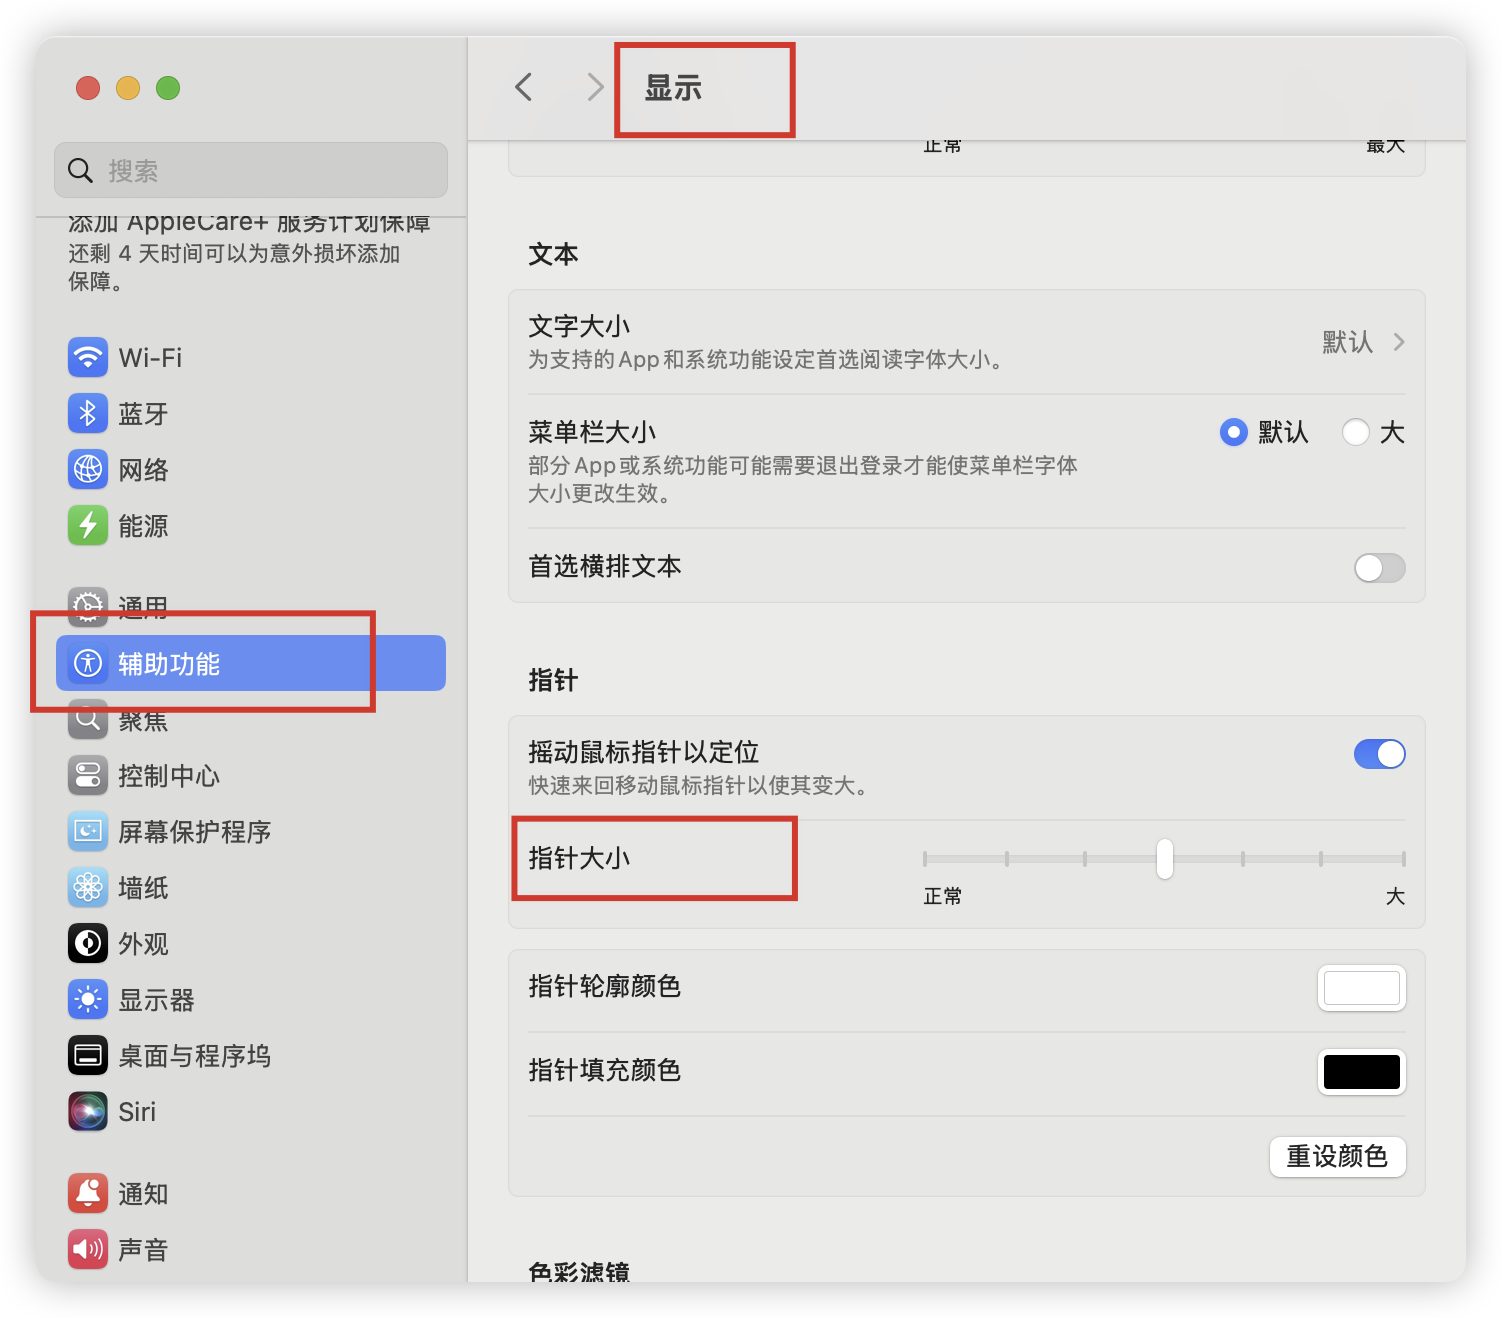 搜索
添加 AppleCare+ 服务计划保障
还剩 4 天时间可以为意外损坏添加
保障。
Wi-Fi
蓝牙
网络
能源
通用
辅助功能
聚焦
控制中心
屏幕保护程序
墙纸
外观
显示器
桌面与程序坞
Siri
通知
声音
显示
正常
最大
文本
文字大小
为支持的 App 和系统功能设定首选阅读字体大小。
默认
菜单栏大小
默认
大
部分 App 或系统功能可能需要退出登录才能使菜单栏字体
大小更改生效。
首选横排文本
指针
摇动鼠标指针以定位
快速来回移动鼠标指针以使其变大。
指针大小
正常
大
指针轮廓颜色
指针填充颜色
重设颜色
色彩滤镜